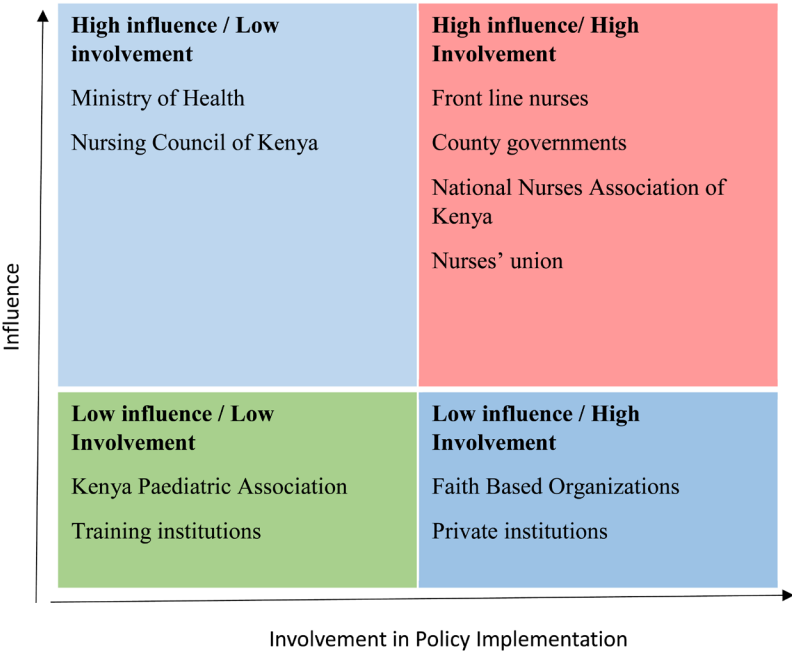 High influence / Low
involvement
Ministry of Health
Nursing Council of Kenya
High influence/ High
Involvement
Front line nurses
County governments
National Nurses Association of
Kenya
Nurses’ union
Influence
Low influence / Low
Involvement
Kenya Paediatric Association
Training institutions
Low influence / High
Involvement
Faith Based Organizations
Private institutions
Involvement in Policy Implementation